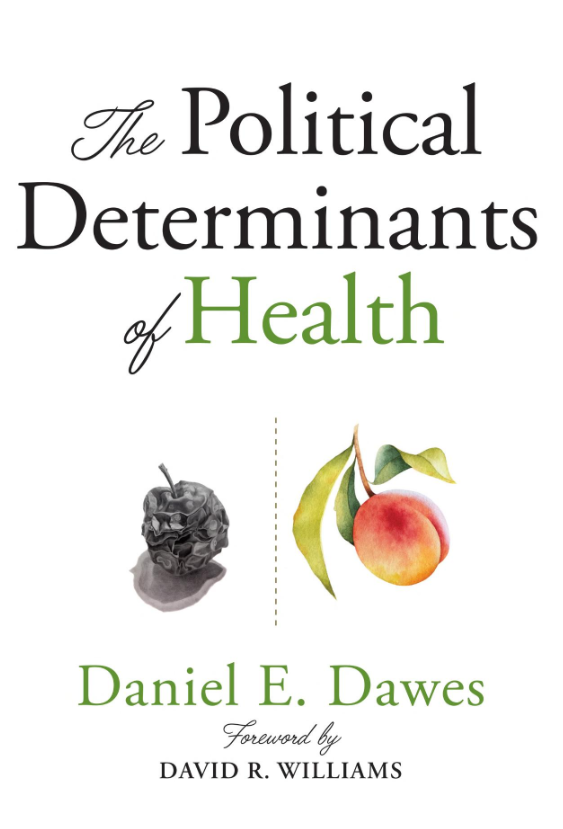 The Political
Determinants
of Health
Daniel E. Dawes
Foreword by
DAVID R. WILLIAMS